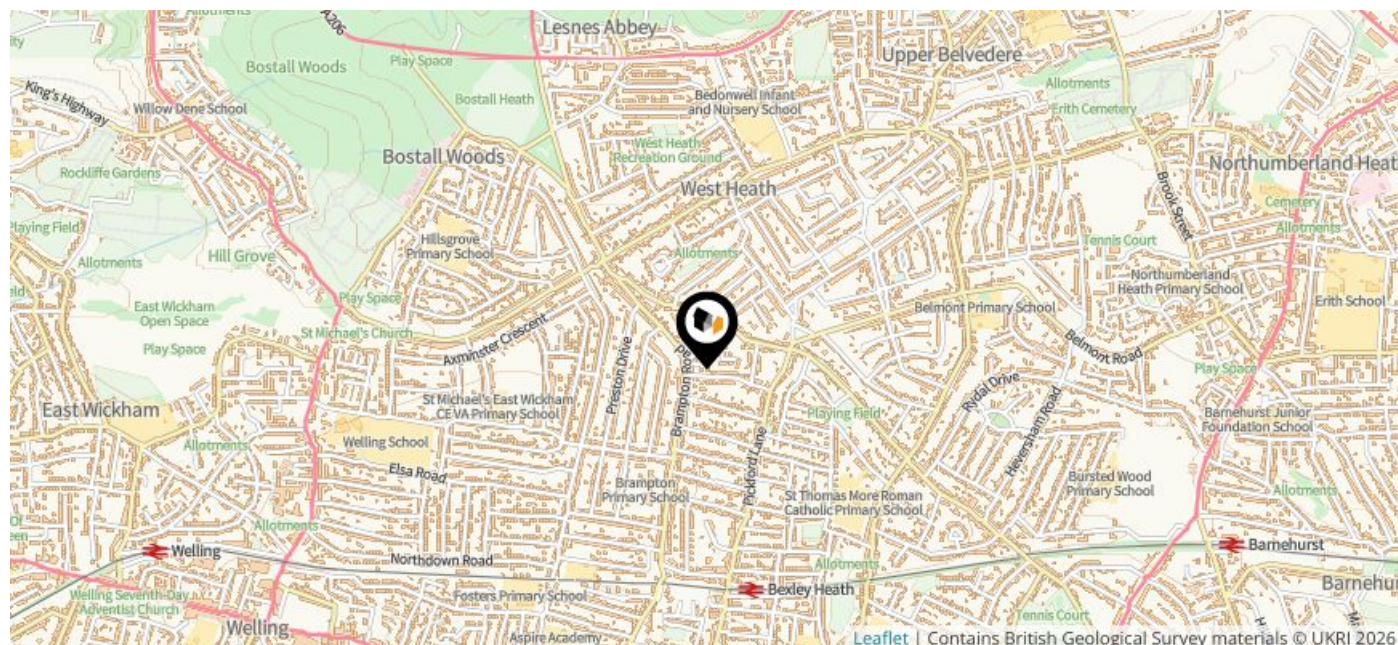 A206
Lesnes Abbey
Upper Belvedere
Bostall Woods
Play Space
Allotments
King's Highway
Willow Dene School
Bostall Heath
Bedonwell Infant
and Nursery School
Erith Cemetery
West Heath
Recreation Ground
Bostall Woods
Rockliffe Gardens
West Heath
Northumberland Heat
Brook Street
Cemetery
Allotments
Playing Field
Hillsgrove
Primary School
Tennis Court
Hill Grove
Allotments
Allotments
Northumberland
Heath Primary School
Play Space
East Wickham
Open Space
Belmont Primary School
Erith School
St Michael's Church
Axminster Crescent
Play Space
Belmont Road
Preston Drive
Brampton Road
Play Space
Rydal Drive
East Wickham
St Michael's East Wickham
CE VA Primary School
Playing Field
Heversham Road
Barnehurst Junior
Foundation School
Allotments
Welling School
Elsa Road
Pickford Lane
Brampton
Primary School
Bursted Wood
Primary School
St Thomas More Roman
Catholic Primary School
Allotments
Allotments
Welling
Northdown Road
Barnehurst
Allotments
Bexley Heath
Barnehur
Welling Seventh-Day
Adventist Church
Fosters Primary School
Tennis Court
Welling
Aspire Academy
Leaflet | Contains British Geological Survey materials © UKRI 2026